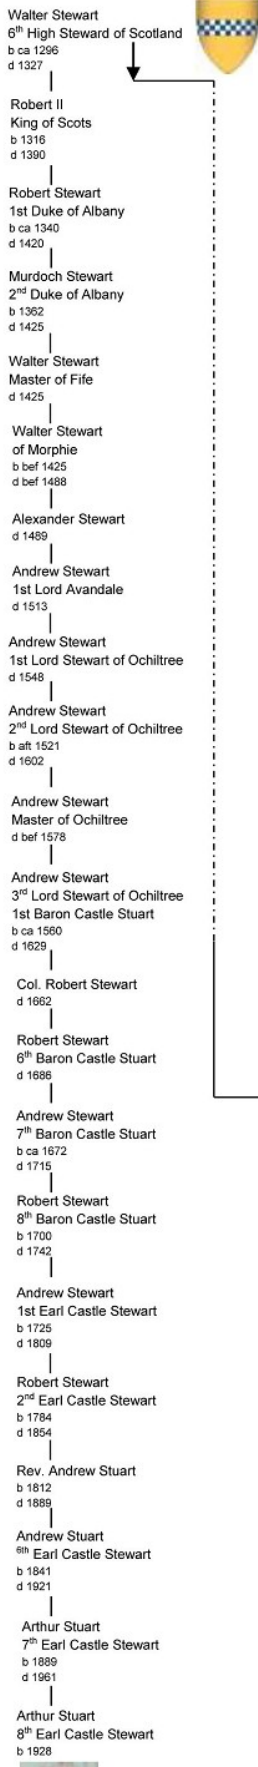 Walter Stewart
6th High Steward of Scotland
b ca 1296
d 1327
Robert II
King of Scots
b 1316
d 1390
Robert Stewart
1st Duke of Albany
b ca 1340
d 1420
Murdoch Stewart
2nd Duke of Albany
b 1362
d 1425
Walter Stewart
Master of Fife
d 1425
Walter Stewart
of Morphie
b bef 1425
d bef 1488
Alexander Stewart
d 1489
Andrew Stewart
1st Lord Avandale
d 1513
Andrew Stewart
1st Lord Stewart of Ochiltree
d 1548
Andrew Stewart
2nd Lord Stewart of Ochiltree
b aft 1521
d 1602
Andrew Stewart
Master of Ochiltree
d bef 1578
Andrew Stewart
3rd Lord Stewart of Ochiltree
1st Baron Castle Stuart
b ca 1560
d 1629
Col. Robert Stewart
d 1662
Robert Stewart
6th Baron Castle Stuart
d 1686
Andrew Stewart
7th Baron Castle Stuart
b ca 1672
d 1715
Robert Stewart
8th Baron Castle Stuart
b 1700
d 1742
Andrew Stewart
1st Earl Castle Stewart
b 1725
d 1809
Robert Stewart
2nd Earl Castle Stewart
b 1784
d 1854
Rev. Andrew Stuart
b 1812
d 1889
Andrew Stuart
6th Earl Castle Stewart
b 1841
d 1921
Arthur Stuart
7th Earl Castle Stewart
b 1889
d 1961
Arthur Stuart
8th Earl Castle Stewart
b 1928